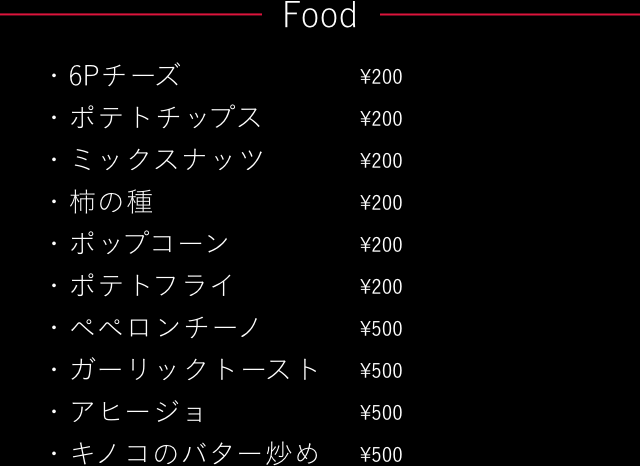 Food
・6Pチーズ ¥200
・ポテトチップス ¥200
・ミックスナッツ ¥200
・柿の種 ¥200
・ポップコーン ¥200
・ポテトフライ ¥200
・ペペロンチーノ ¥500
・ガーリックトースト ¥500
・アヒージョ ¥500
・キノコのバター炒め ¥500